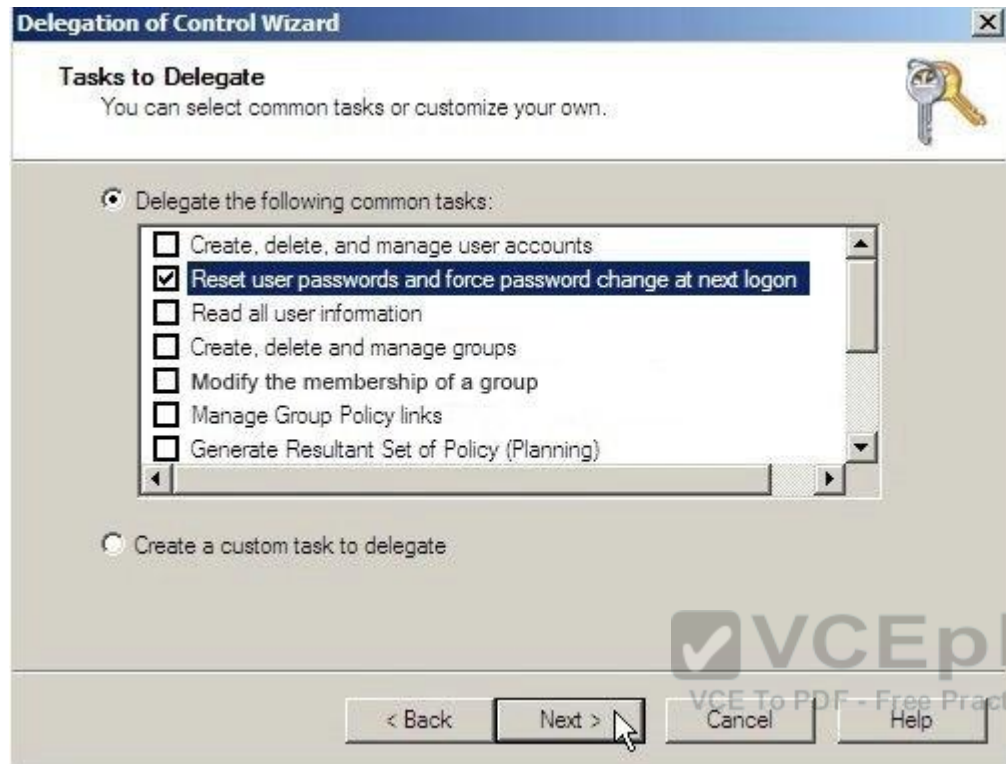 Delegation of Control Wizard
Tasks to Delegate
You can select common tasks or customize your own.
Delegate the following common tasks:
Create, delete, and manage user accounts
Reset user passwords and force password change at next logon
Read all user information
Create, delete and manage groups
Modify the membership of a group
Manage Group Policy links
Generate Resultant Set of Policy (Planning)
Create a custom task to delegate
VCEp
VCE To PDF - Free Pract
< Back Next > Cancel Help